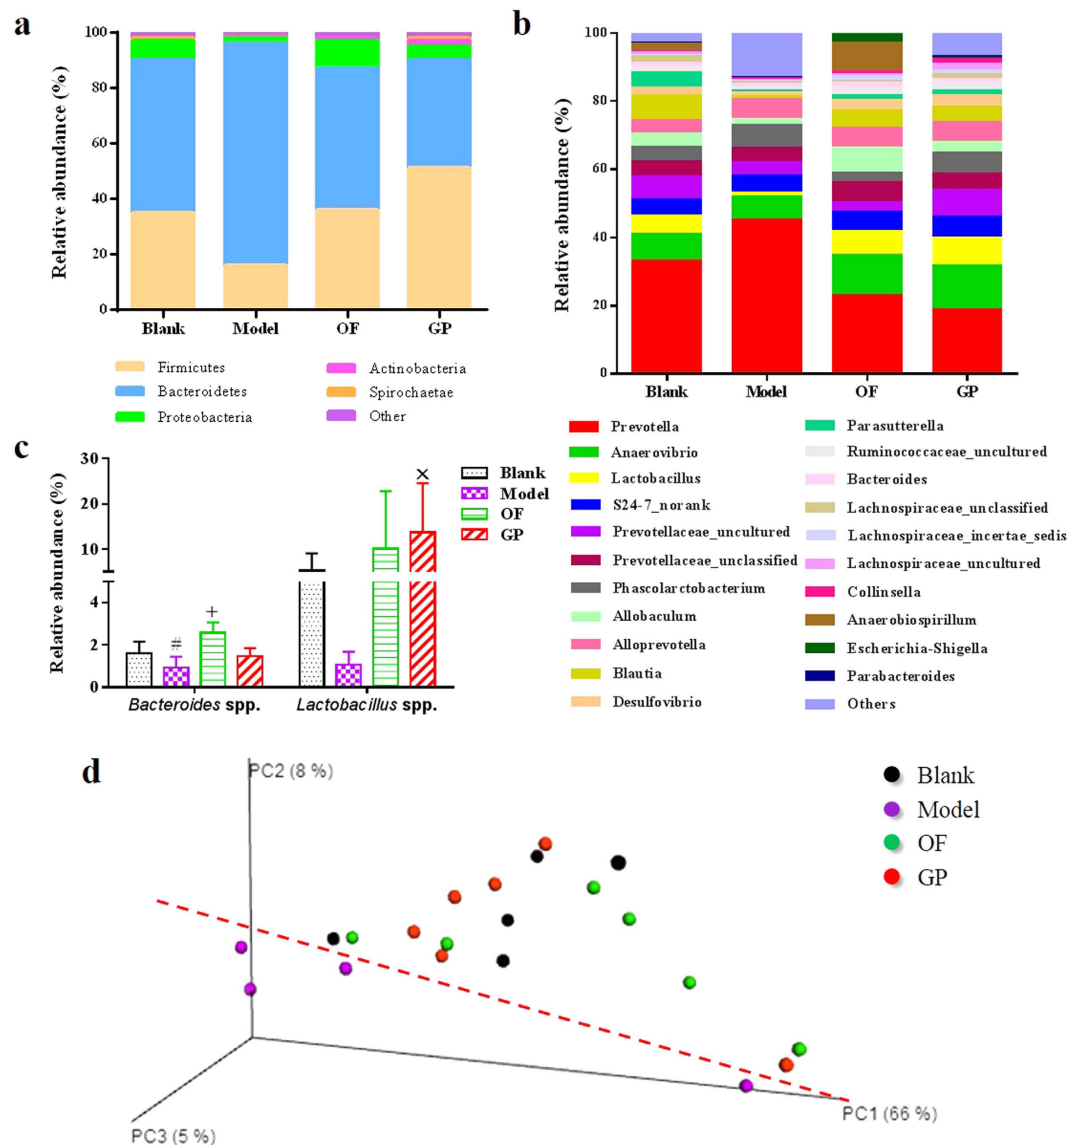 a
Relative abundance (%)
100
80
60
40
20
0
Blank Model OF GP
Firmicutes
Bacteroidetes
Proteobacteria
Actinobacteria
Spirochaetae
Other
b
Relative abundance (%)
100
80
60
40
20
0
Blank Model OF GP
Prevotella
Anaerovibrio
Lactobacillus
S24-7_norank
Prevotellaceae_uncultured
Prevotellaceae_unclassified
Phascolarctobacterium
Allobaculum
Alloprevotella
Blautia
Desulfovibrio
Parasutterella
Ruminococcaceae_uncultured
Bacteroides
Lachnospiraceae_unclassified
Lachnospiraceae_incertae_sedis
Lachnospiraceae_uncultured
Collinsella
Anaerobiospirillum
Escherichia-Shigella
Parabacteroides
Others
c
Relative abundance (%)
30
20
10
4
2
0
#
+
×
Bacteroides spp. Lactobacillus spp.
Blank
Model
OF
GP
d
PC2 (8 %)
PC1 (66 %)
PC3 (5 %)
Blank
Model
OF
GP